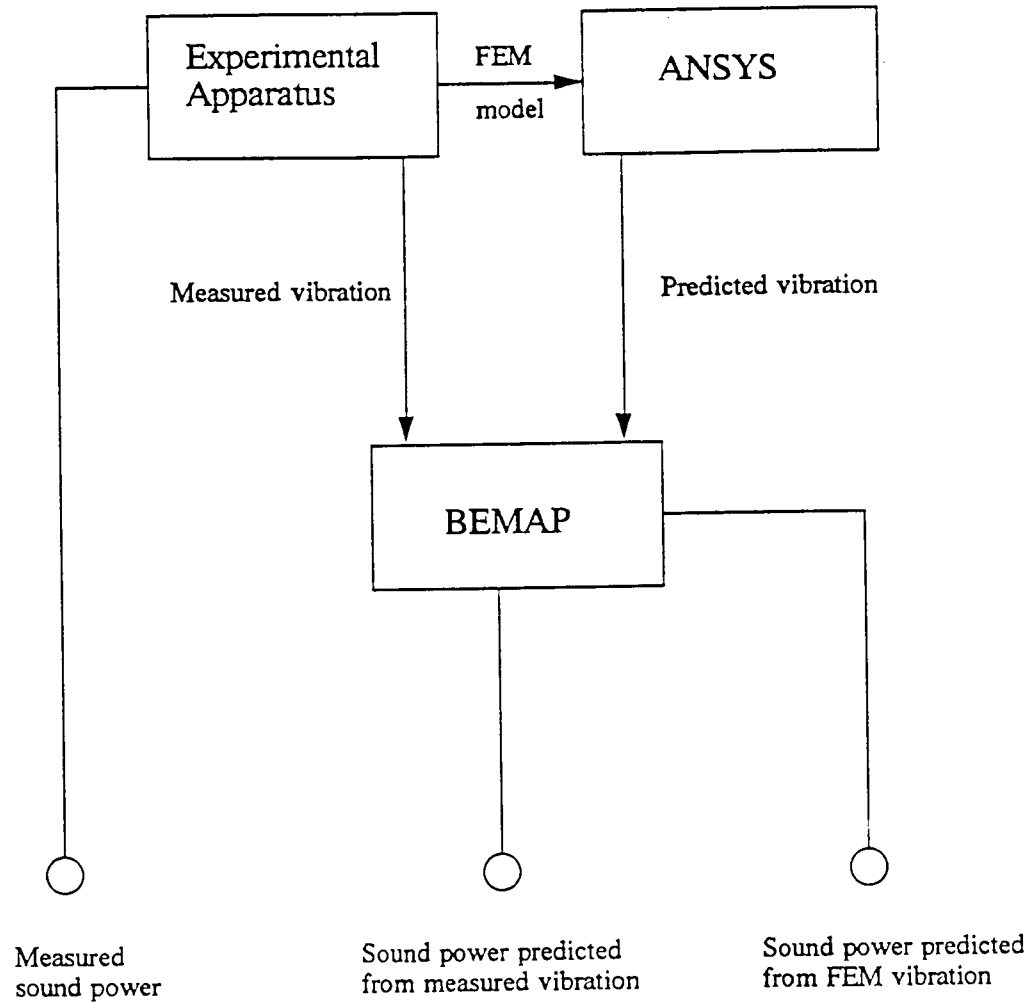 Experimental
Apparatus
FEM
model
ANSYS
Measured vibration
Predicted vibration
BEMAP
Measured
sound power
Sound power predicted
from measured vibration
Sound power predicted
from FEM vibration